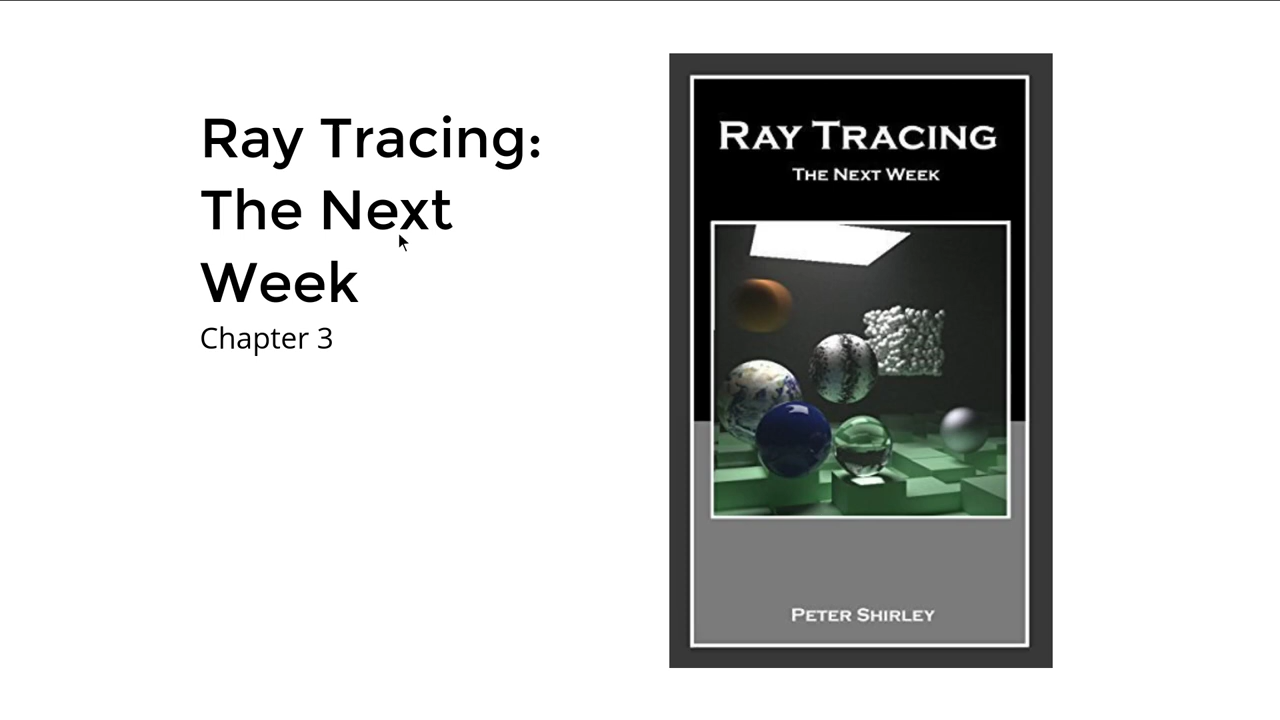 Ray Tracing:
The Next
Week
Chapter 3
RAY TRACING
THE NEXT WEEK
PETER SHIRLEY